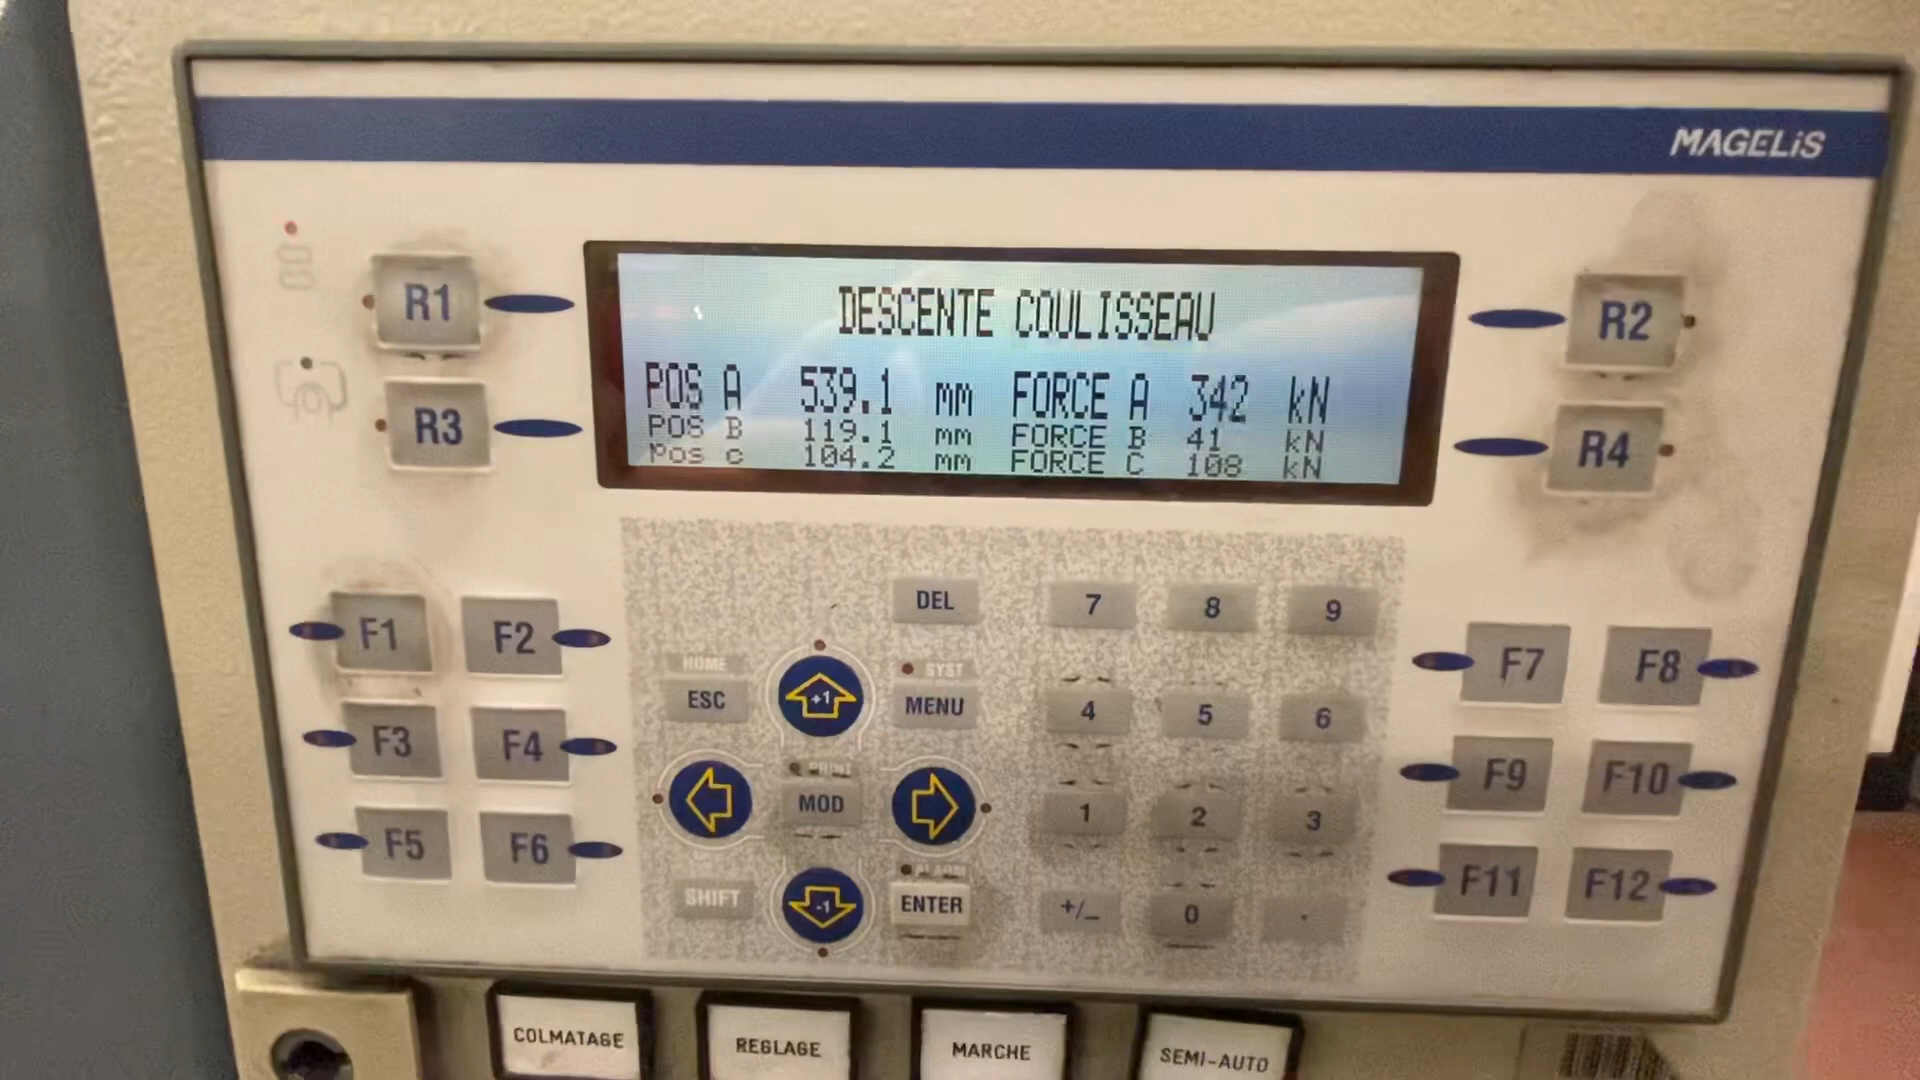 MAGELiS
R1
R2
R3
R4
DESCENTE COULISSEAU
POS A 539.1 mm FORCE A 342 kN
POS B 119.1 mm FORCE B 41 kN
Pos c 104.2 mm FORCE C 108 kN
F1 F2
F3 F4
F5 F6
DEL
HOME
ESC
+1
SYST
MENU
PRINT
MOD
SHIFT
-1
ALARM
ENTER
7 8 9
4 5 6
1 2 3
+/_ 0 .
F7 F8
F9 F10
F11 F12
COLMATAGE
REGLAGE
MARCHE
SEMI-AUTO